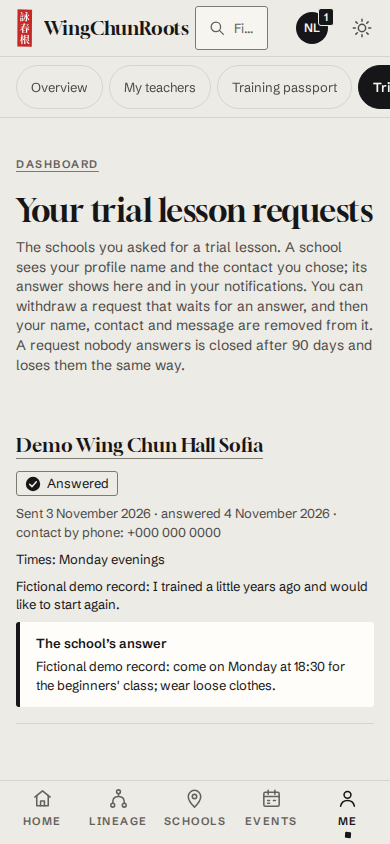 詠春根
WingChunRoots
Fi...
NL
1
Overview
My teachers
Training passport
Tri
DASHBOARD
Your trial lesson requests
The schools you asked for a trial lesson. A school
sees your profile name and the contact you chose; its
answer shows here and in your notifications. You can
withdraw a request that waits for an answer, and then
your name, contact and message are removed from it.
A request nobody answers is closed after 90 days and
loses them the same way.
Demo Wing Chun Hall Sofia
Answered
Sent 3 November 2026 · answered 4 November 2026 ·
contact by phone: +000 000 0000
Times: Monday evenings
Fictional demo record: I trained a little years ago and would
like to start again.
The school’s answer
Fictional demo record: come on Monday at 18:30 for
the beginners' class; wear loose clothes.
HOME
LINEAGE
SCHOOLS
EVENTS
ME